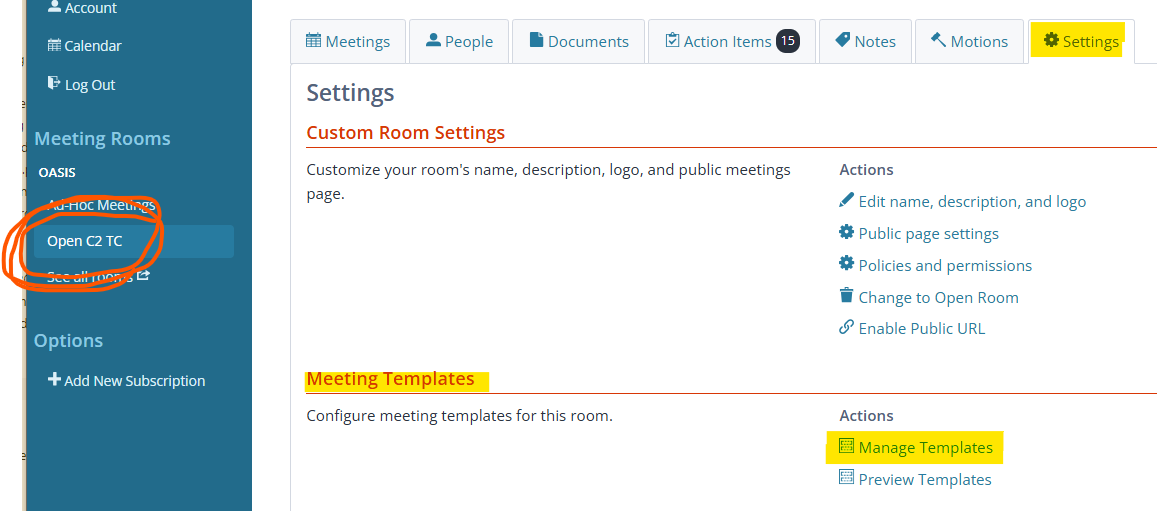 Account
Calendar
Log Out
Meeting Rooms
OASIS
Ad-Hoc Meetings
Open C2 TC
See all rooms
Options
Add New Subscription
Meetings
People
Documents
Action Items 15
Notes
Motions
Settings
Settings
Custom Room Settings
Customize your room's name, description, logo, and public meetings
page.
Actions
Edit name, description, and logo
Public page settings
Policies and permissions
Change to Open Room
Enable Public URL
Meeting Templates
Configure meeting templates for this room.
Actions
Manage Templates
Preview Templates